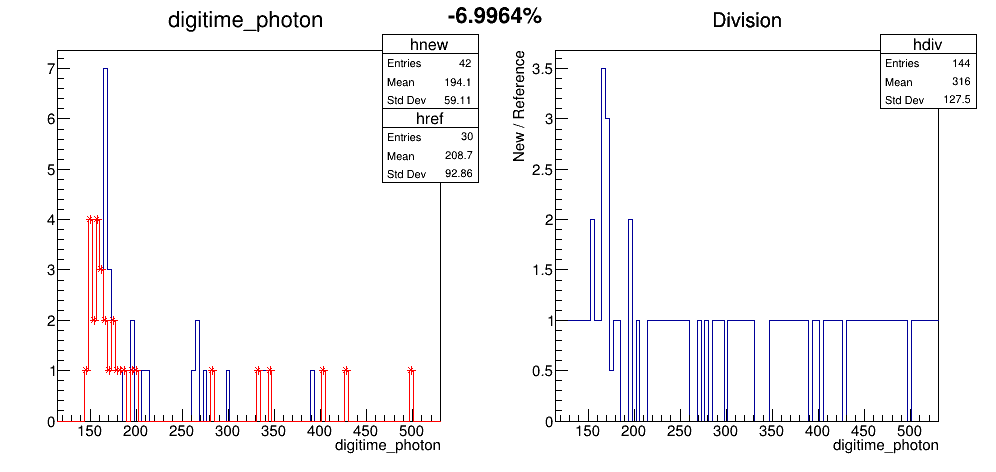 -6.9964%
digitime_photon
hnew
Entries 42
Mean 194.1
Std Dev 59.11
href
Entries 30
Mean 208.7
Std Dev 92.86
7
6
5
4
3
2
1
0
150 200 250 300 350 400 450 500
digitime_photon
Division
hdiv
Entries 144
Mean 316
Std Dev 127.5
New / Reference
3.5
3
2.5
2
1.5
1
0.5
0
150 200 250 300 350 400 450 500
digitime_photon